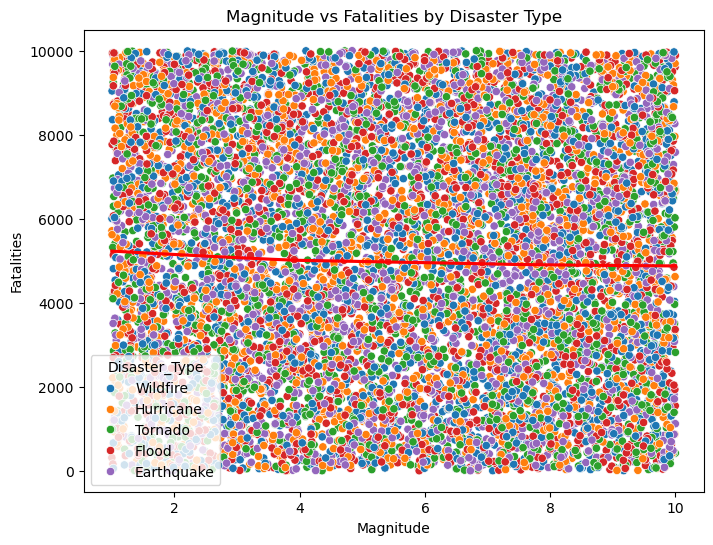 Magnitude vs Fatalities by Disaster Type
Fatalities
10000
8000
6000
4000
2000
0
Disaster_Type
Wildfire
Hurricane
Tornado
Flood
Earthquake
2 4 6 8 10
Magnitude